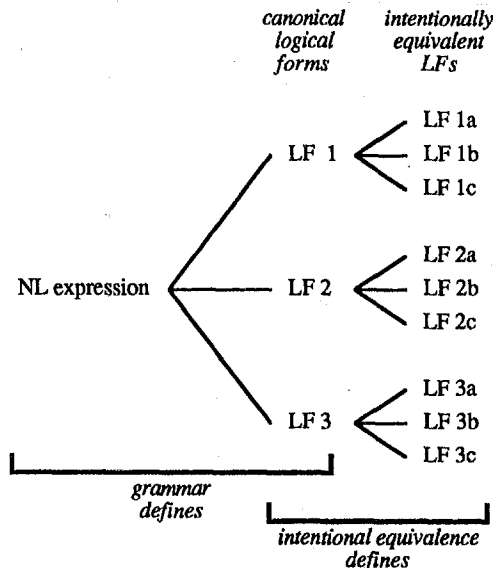 canonical
logical
forms
intentionally
equivalent
LFs
LF 1a
LF 1
LF 1b
LF 1c
LF 2a
NL expression
LF 2
LF 2b
LF 2c
LF 3a
LF 3
LF 3b
LF 3c
grammar
defines
intentional equivalence
defines